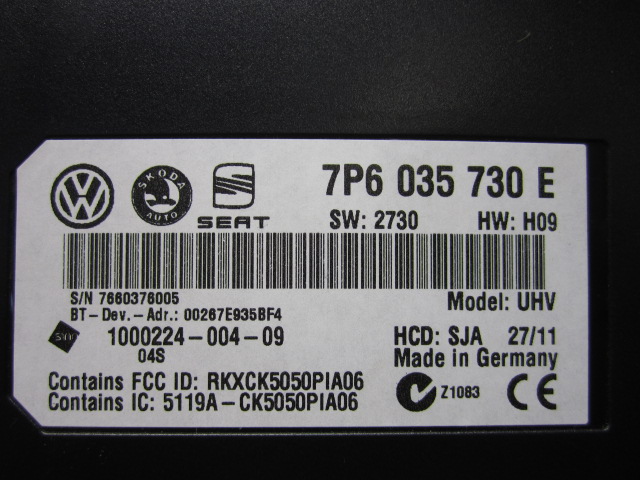 7P6 035 730 E
ŠKODA
AUTO
SEAT
SW: 2730 HW: H09
S/N 7660376005
Model: UHV
BT-Dev.-Adr.: 00267E935BF4
1000224-004-09
HCD: SJA 27/11
04S
Made in Germany
Contains FCC ID: RKXCK5050PIA06
Contains IC: 5119A-CK5050PIA06
Z1083 CE